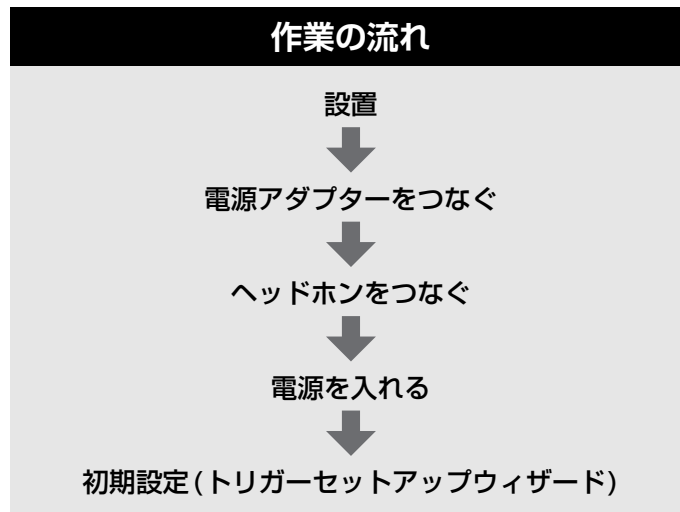 作業の流れ
設置
電源アダプターをつなぐ
ヘッドホンをつなぐ
電源を入れる
初期設定(トリガーセットアップウィザード)